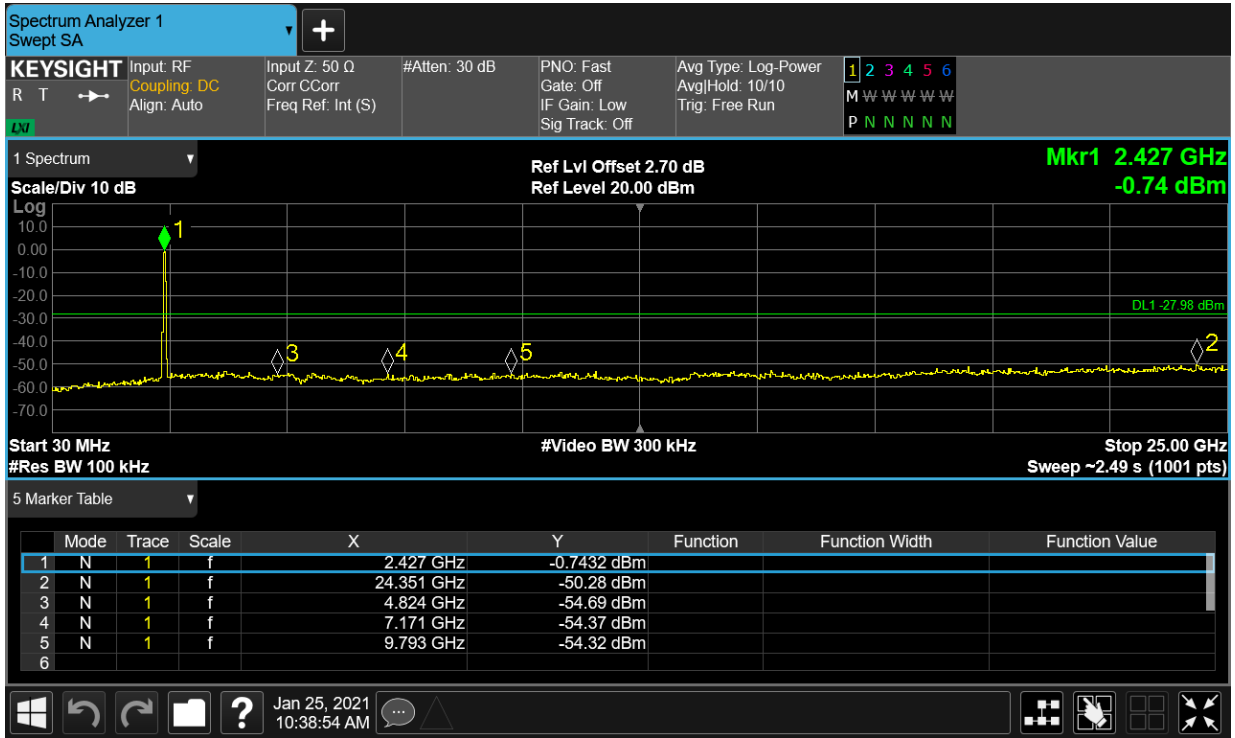 Spectrum Analyzer 1
Swept SA
KEYSIGHT
R T
LXI
Input: RF
Coupling: DC
Align: Auto
Input Z: 50 Ω
Corr CCorr
Freq Ref: Int (S)
#Atten: 30 dB
PNO: Fast
Gate: Off
IF Gain: Low
Sig Track: Off
Avg Type: Log-Power
Avg|Hold: 10/10
Trig: Free Run
1 2 3 4 5 6
M W W W W W
P N N N N N
1 Spectrum
Scale/Div 10 dB
Ref Lvl Offset 2.70 dB
Ref Level 20.00 dBm
Mkr1 2.427 GHz
-0.74 dBm
Log
10.0
0.00
-10.0
-20.0
-30.0
-40.0
-50.0
-60.0
-70.0
1
DL1 -27.98 dBm
3
4
5
2
Start 30 MHz
#Video BW 300 kHz
Stop 25.00 GHz
#Res BW 100 kHz
Sweep ~2.49 s (1001 pts)
5 Marker Table
Mode Trace Scale X Y Function Function Width Function Value
1 N 1 f 2.427 GHz -0.7432 dBm
2 N 1 f 24.351 GHz -50.28 dBm
3 N 1 f 4.824 GHz -54.69 dBm
4 N 1 f 7.171 GHz -54.37 dBm
5 N 1 f 9.793 GHz -54.32 dBm
6
?
Jan 25, 2021
10:38:54 AM